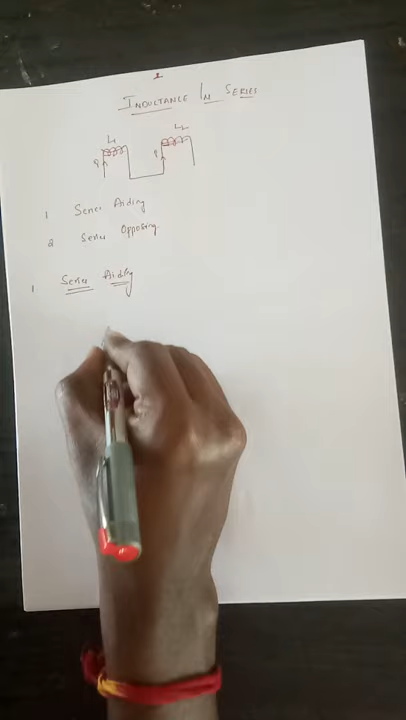 INDUCTANCE IN SERIES
L1 L2
1 Series Aiding
2 Series Opposing
1. Series Aiding